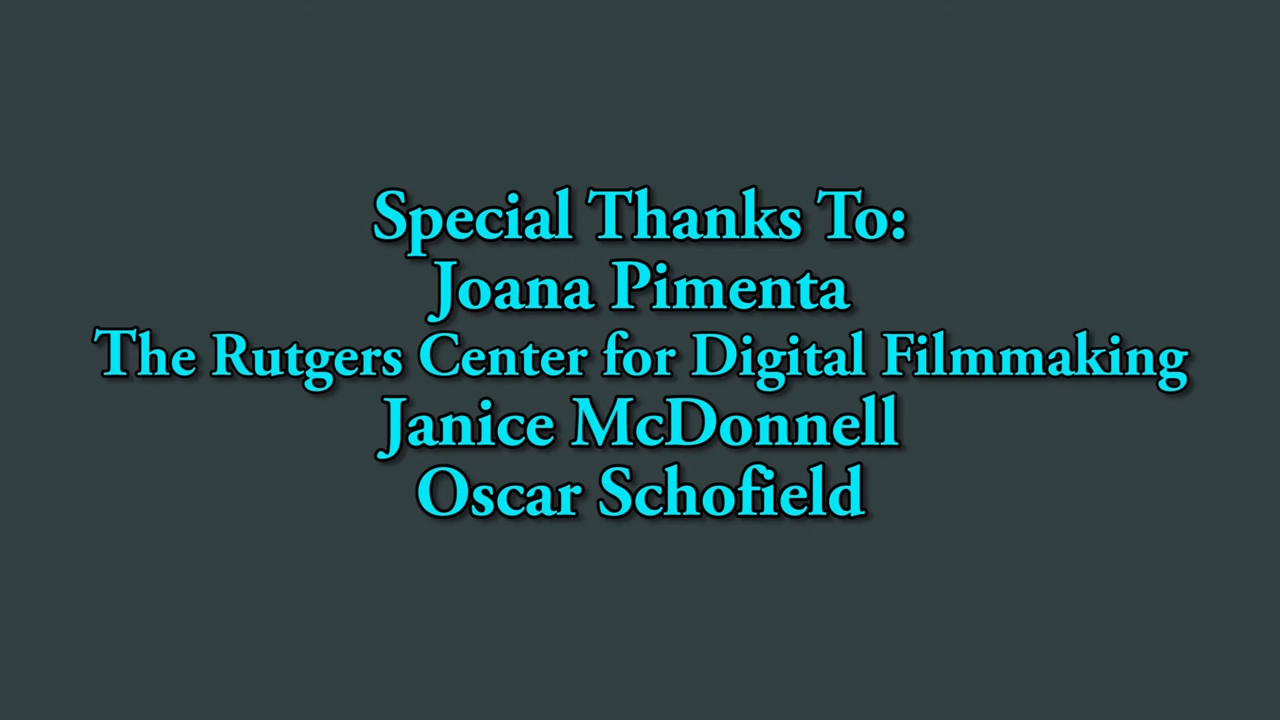 Special Thanks To:
Joana Pimenta
The Rutgers Center for Digital Filmmaking
Janice McDonnell
Oscar Schofield